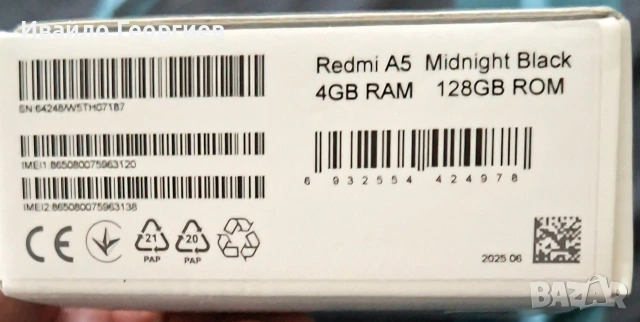 Ивайло Георгиев
SN:64248/W5TH07187
IMEI1:865080075963120
IMEI2:865080075963138
Redmi A5 Midnight Black
4GB RAM 128GB ROM
6 932554 424978
CE
21
PAP
20
PAP
2025.06
BAZAR